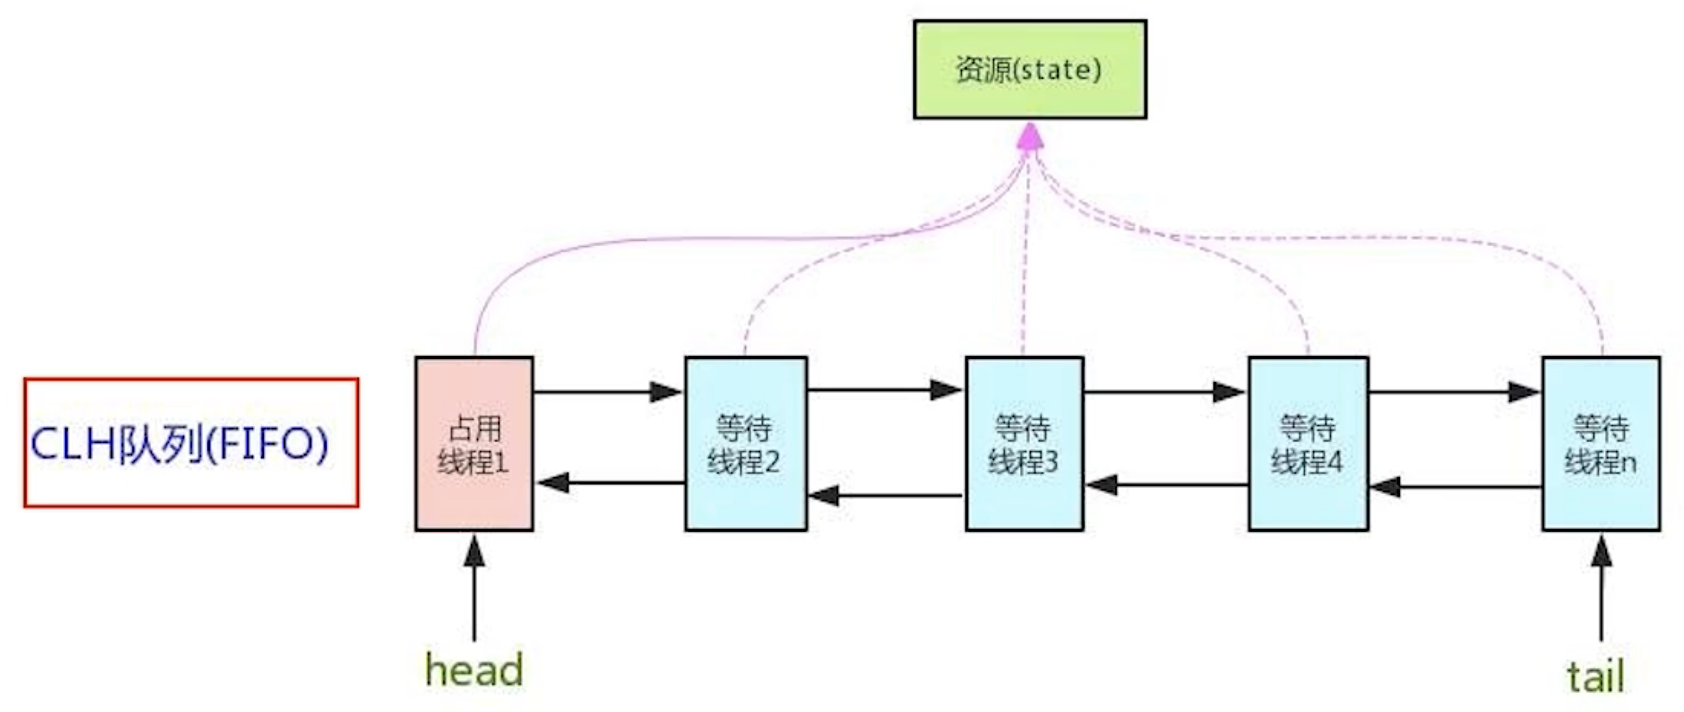 资源(state)
CLH队列(FIFO)
占用
线程1
等待
线程2
等待
线程3
等待
线程4
等待
线程n
head
tail